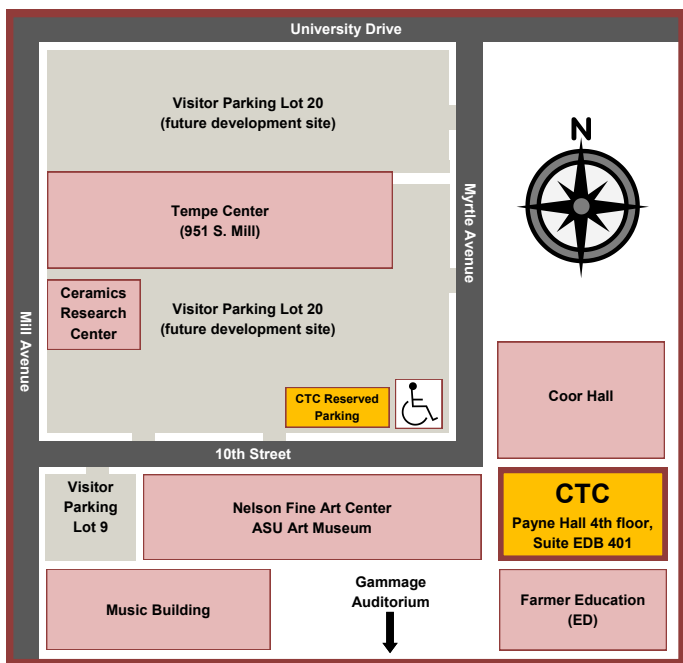 University Drive
Visitor Parking Lot 20
(future development site)
N
Tempe Center
(951 S. Mill)
Myrtle Avenue
Ceramics
Research
Center
Visitor Parking Lot 20
(future development site)
Mill Avenue
Coor Hall
CTC Reserved
Parking
10th Street
Visitor
Parking
Lot 9
Nelson Fine Art Center
ASU Art Museum
CTC
Payne Hall 4th floor,
Suite EDB 401
Music Building
Gammage
Auditorium
Farmer Education
(ED)